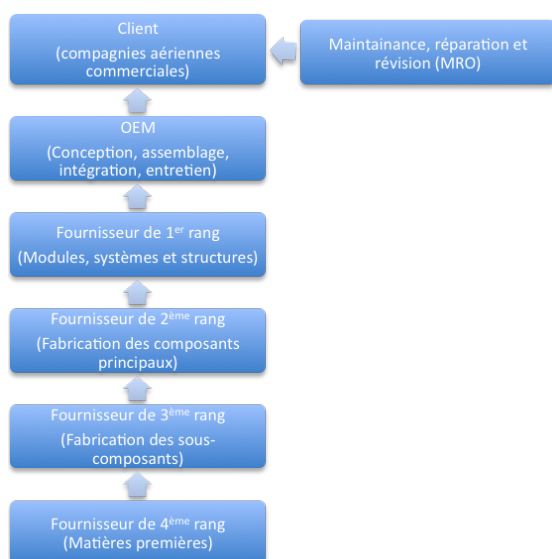 Client
(compagnies aériennes
commerciales)
Maintainance, réparation et
révision (MRO)
OEM
(Conception, assemblage,
intégration, entretien)
Fournisseur de 1er rang
(Modules, systèmes et structures)
Fournisseur de 2ème rang
(Fabrication des composants
principaux)
Fournisseur de 3ème rang
(Fabrication des sous-
composants)
Fournisseur de 4ème rang
(Matières premières)